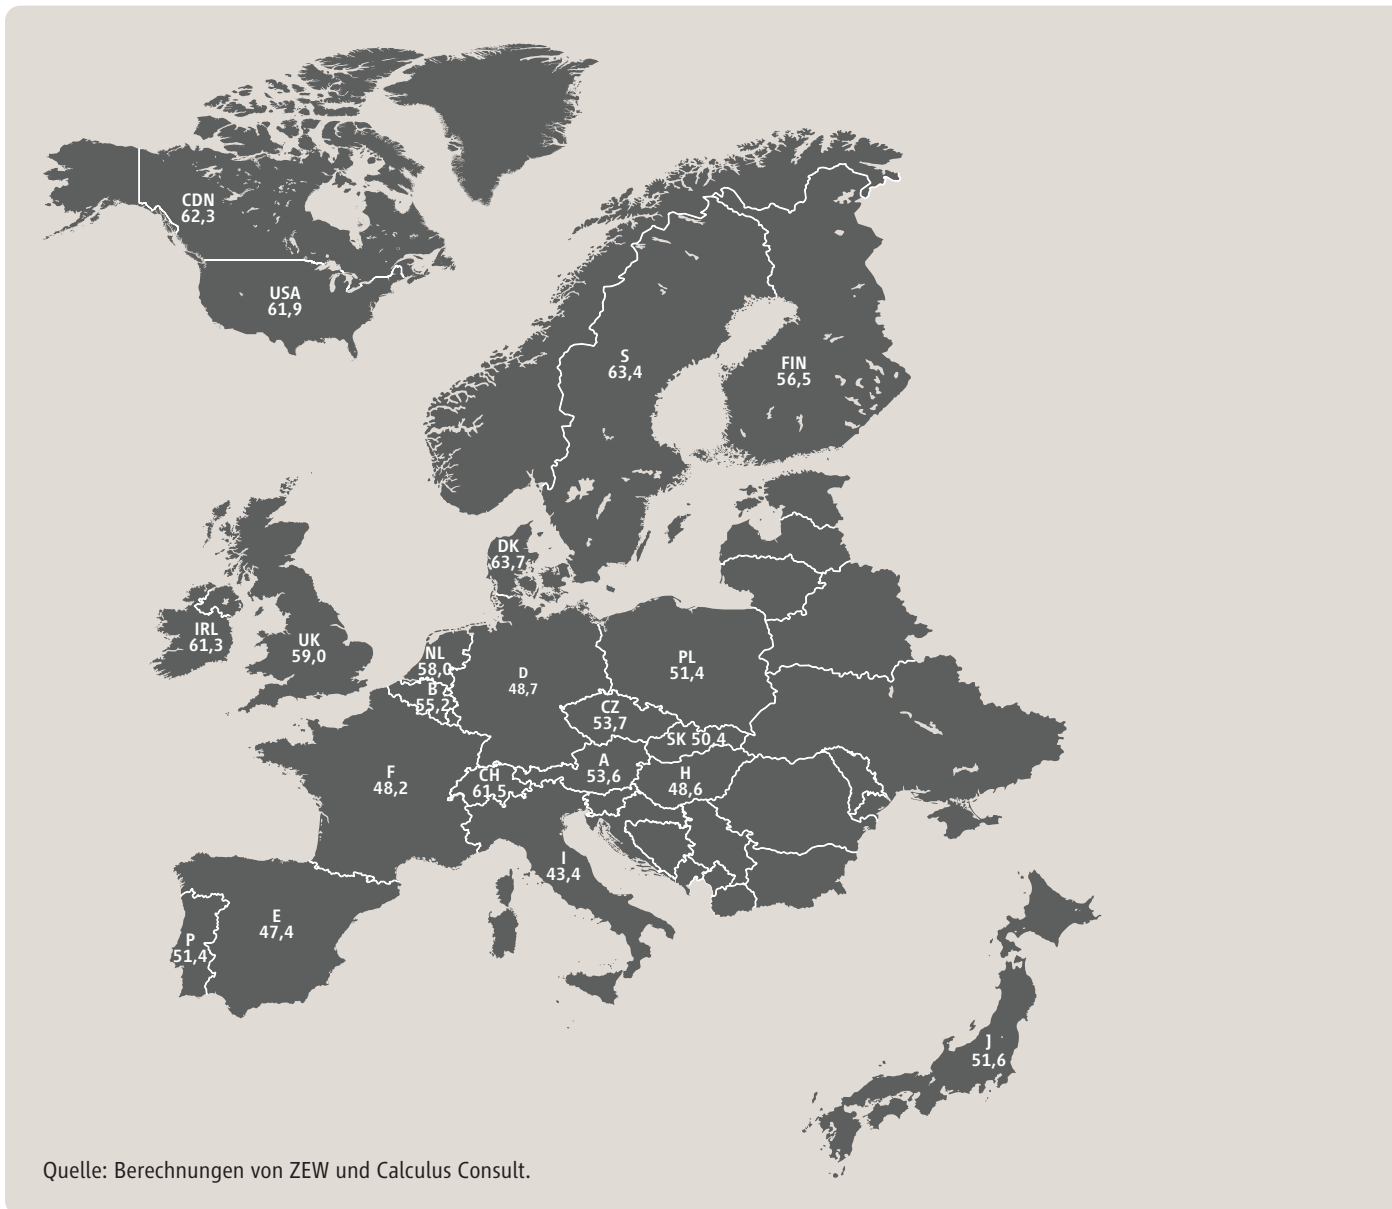 CDN
62,3
USA
61,9
S
63,4
FIN
56,5
DK
63,7
IRL
61,3
UK
59,0
NL
58,0
B
55,2
D
48,7
PL
51,4
CZ
53,7
SK 50,4
A
53,6
H
48,6
CH
61,5
F
48,2
I
43,4
E
47,4
P
51,4
J
51,6
Quelle: Berechnungen von ZEW und Calculus Consult.